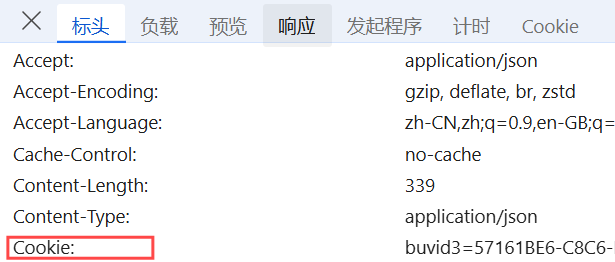 标头 负载 预览 响应 发起程序 计时 Cookie
Accept: application/json
Accept-Encoding: gzip, deflate, br, zstd
Accept-Language: zh-CN,zh;q=0.9,en-GB;q=
Cache-Control: no-cache
Content-Length: 339
Content-Type: application/json
Cookie: buvid3=57161BE6-C8C6-